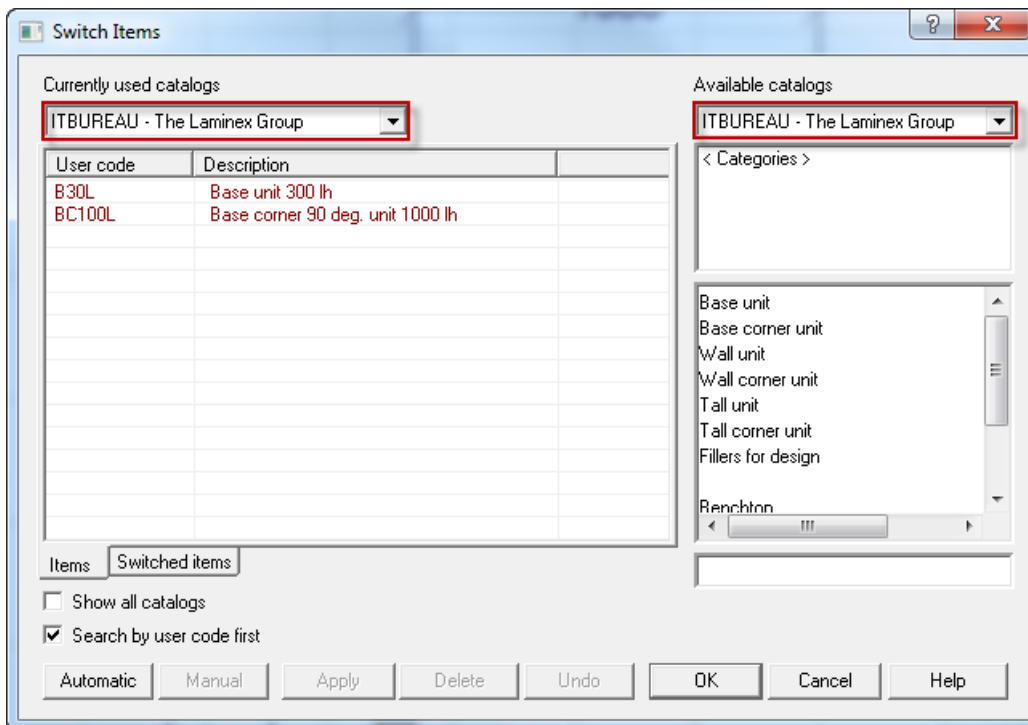 Switch Items
Currently used catalogs
ITBUREAU - The Laminex Group
User code Description
B30L Base unit 300 lh
BC100L Base corner 90 deg. unit 1000 lh
Items Switched items
Show all catalogs
Search by user code first
Available catalogs
ITBUREAU - The Laminex Group
< Categories >
Base unit
Base corner unit
Wall unit
Wall corner unit
Tall unit
Tall corner unit
Fillers for design
Benchtop
Automatic Manual Apply Delete Undo OK Cancel Help